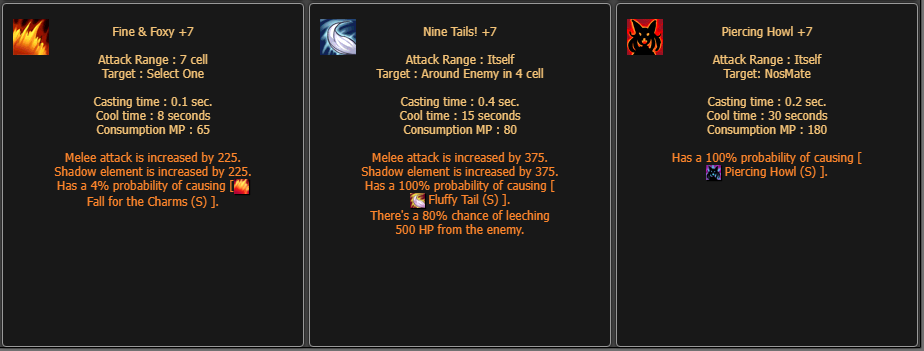 Fine & Foxy +7
Attack Range : 7 cell
Target : Select One
Casting time : 0.1 sec.
Cool time : 8 seconds
Consumption MP : 65
Melee attack is increased by 225.
Shadow element is increased by 225.
Has a 4% probability of causing [
Fall for the Charms (S) ].
Nine Tails! +7
Attack Range : Itself
Target : Around Enemy in 4 cell
Casting time : 0.4 sec.
Cool time : 15 seconds
Consumption MP : 80
Melee attack is increased by 375.
Shadow element is increased by 375.
Has a 100% probability of causing [
Fluffy Tail (S) ].
There's a 80% chance of leeching
500 HP from the enemy.
Piercing Howl +7
Attack Range : Itself
Target: NosMate
Casting time : 0.2 sec.
Cool time : 30 seconds
Consumption MP : 180
Has a 100% probability of causing [
Piercing Howl (S) ].